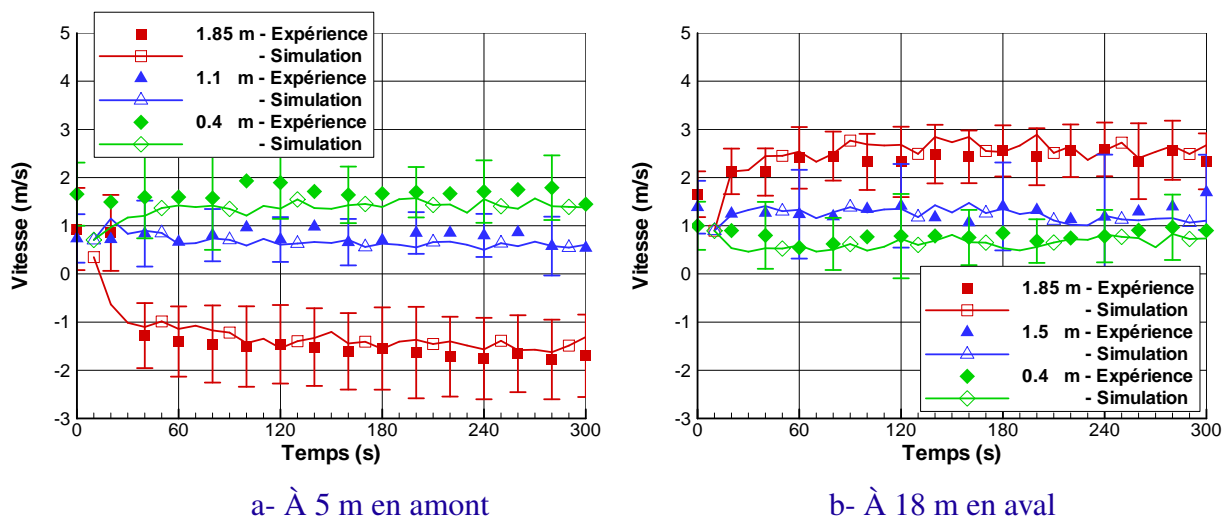 5
4
3
2
1
0
-1
-2
-3
Vitesse (m/s)
0 60 120 180 240 300
Temps (s)
1.85 m - Expérience
- Simulation
1.1 m - Expérience
- Simulation
0.4 m - Expérience
- Simulation
a- À 5 m en amont
5
4
3
2
1
0
-1
-2
-3
Vitesse (m/s)
0 60 120 180 240 300
Temps (s)
1.85 m - Expérience
- Simulation
1.5 m - Expérience
- Simulation
0.4 m - Expérience
- Simulation
b- À 18 m en aval